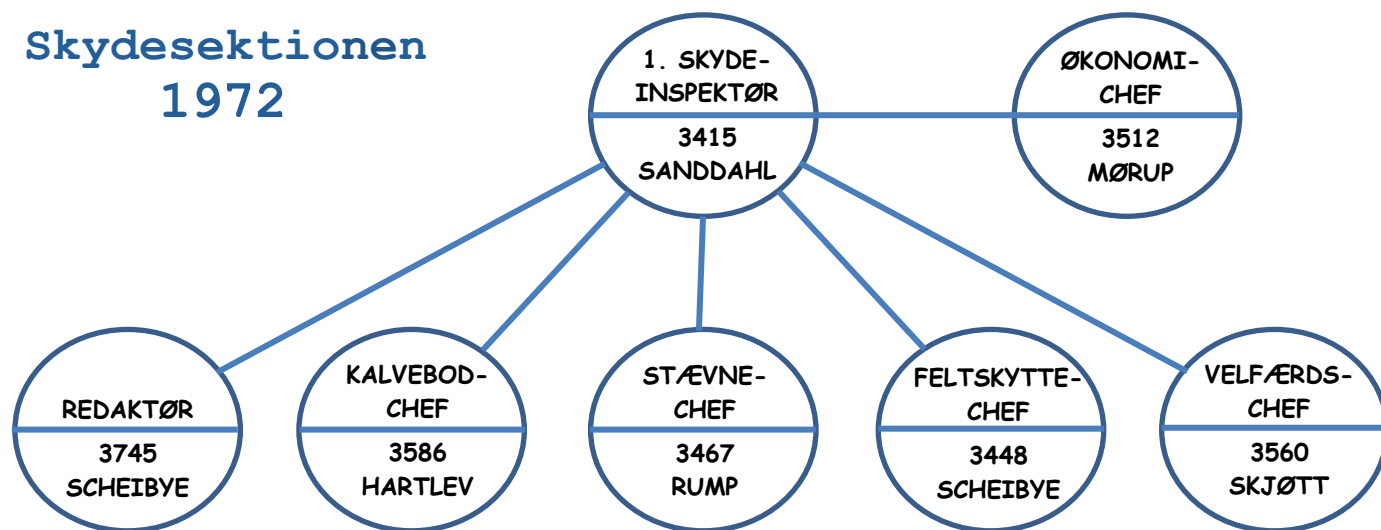 Skydesektionen
1972
1. SKYDE-
INSPEKTØR
3415
SANDDAHL
ØKONOMI-
CHEF
3512
MØRUP
REDAKTØR
3745
SCHEIBYE
KALVEBOD-
CHEF
3586
HARTLEV
STÆVNE-
CHEF
3467
RUMP
FELTSKYTTE-
CHEF
3448
SCHEIBYE
VELFÆRDS-
CHEF
3560
SKJØTT